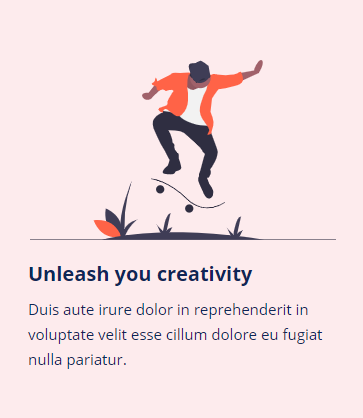 Unleash you creativity
Duis aute irure dolor in reprehenderit in
voluptate velit esse cillum dolore eu fugiat
nulla pariatur.